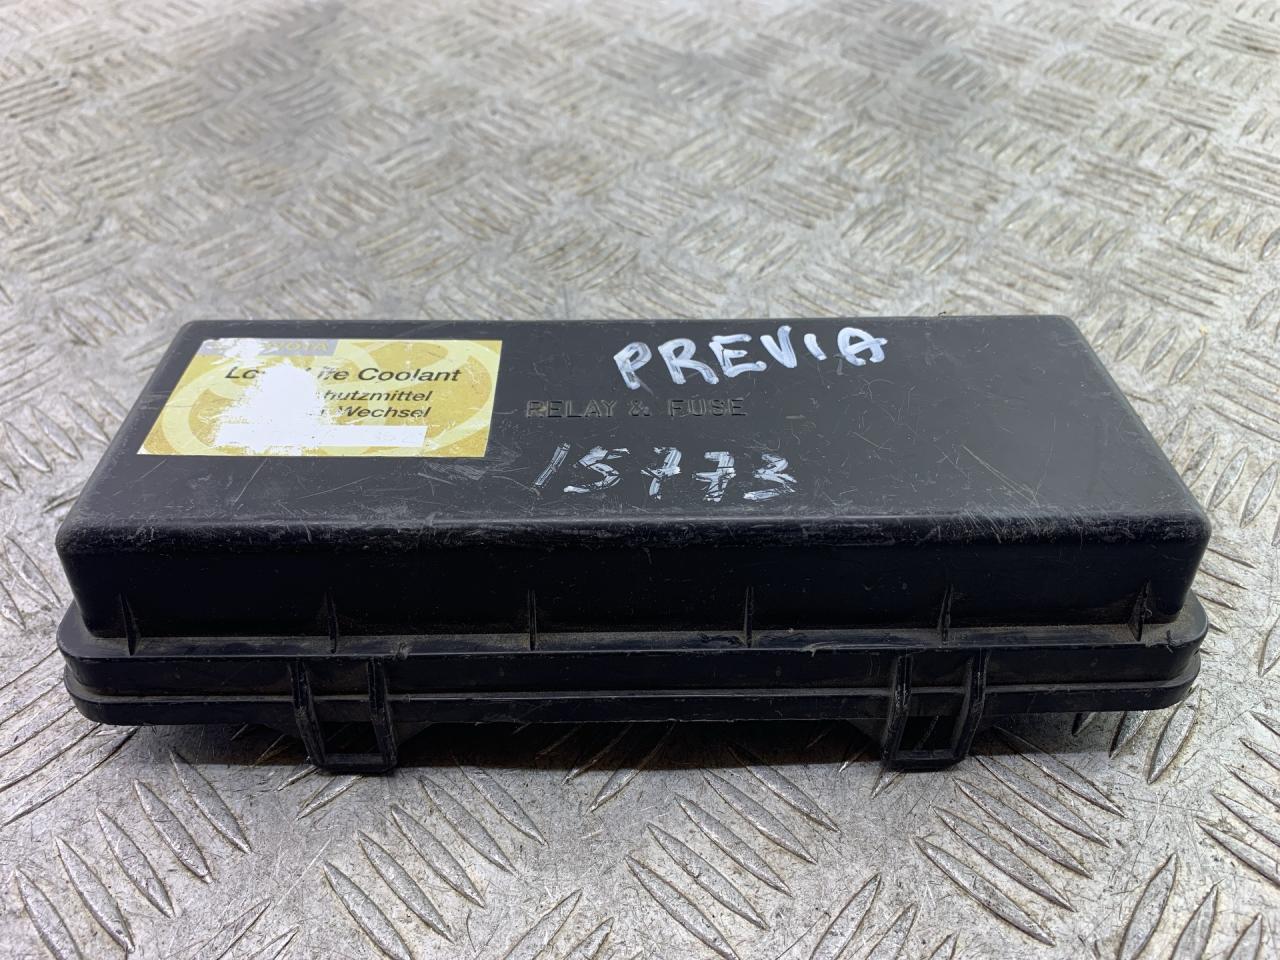 Coolant
Wechsel
PREVIA
RELAY & FUSE
15773